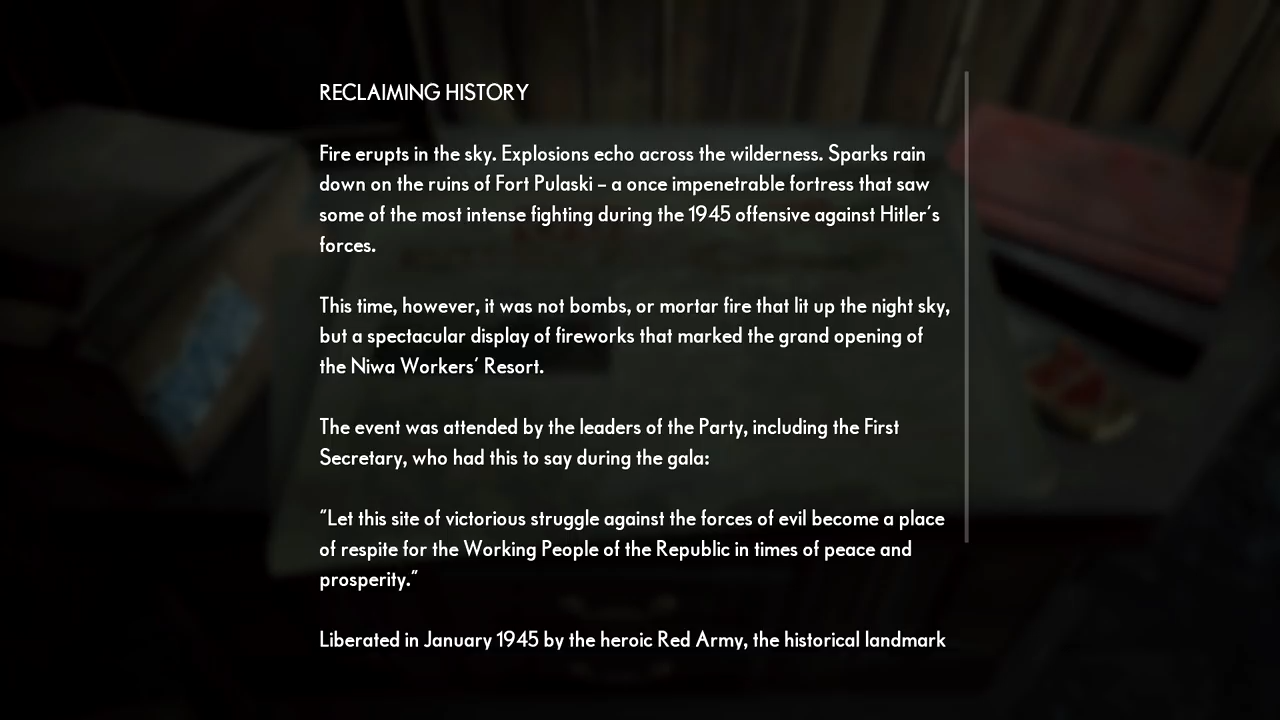 RECLAIMING HISTORY
Fire erupts in the sky. Explosions echo across the wilderness. Sparks rain
down on the ruins of Fort Pulaski – a once impenetrable fortress that saw
some of the most intense fighting during the 1945 offensive against Hitler's
forces.
This time, however, it was not bombs, or mortar fire that lit up the night sky,
but a spectacular display of fireworks that marked the grand opening of
the Niwa Workers' Resort.
The event was attended by the leaders of the Party, including the First
Secretary, who had this to say during the gala:
"Let this site of victorious struggle against the forces of evil become a place
of respite for the Working People of the Republic in times of peace and
prosperity."
Liberated in January 1945 by the heroic Red Army, the historical landmark